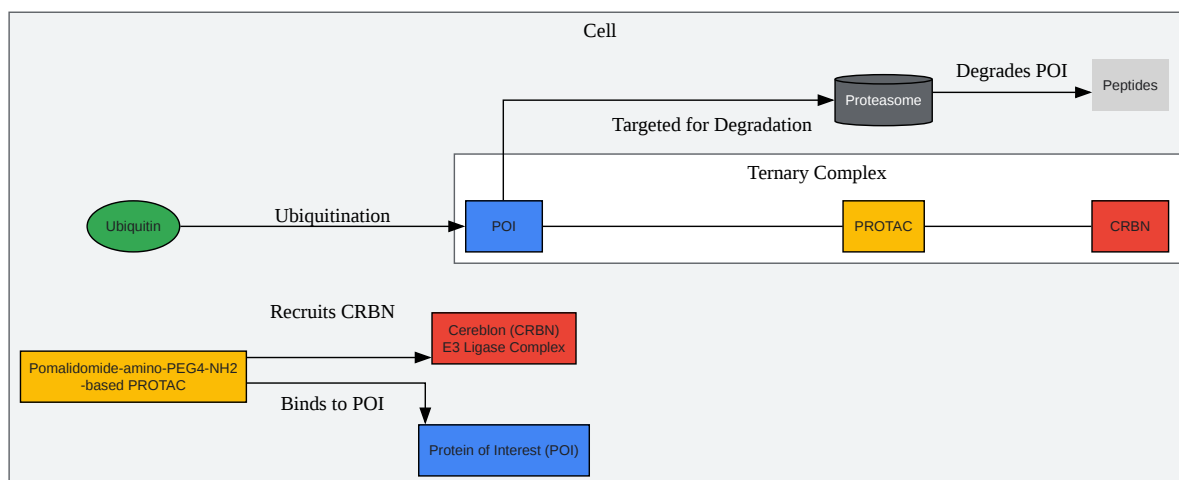 Cell
Degrades POI
Proteasome
Peptides
Targeted for Degradation
Ternary Complex
Ubiquitination
Ubiquitin
POI
PROTAC
CRBN
Recruits CRBN
Cereblon (CRBN)
E3 Ligase Complex
Pomalidomide-amino-PEG4-NH2
-based PROTAC
Binds to POI
Protein of Interest (POI)